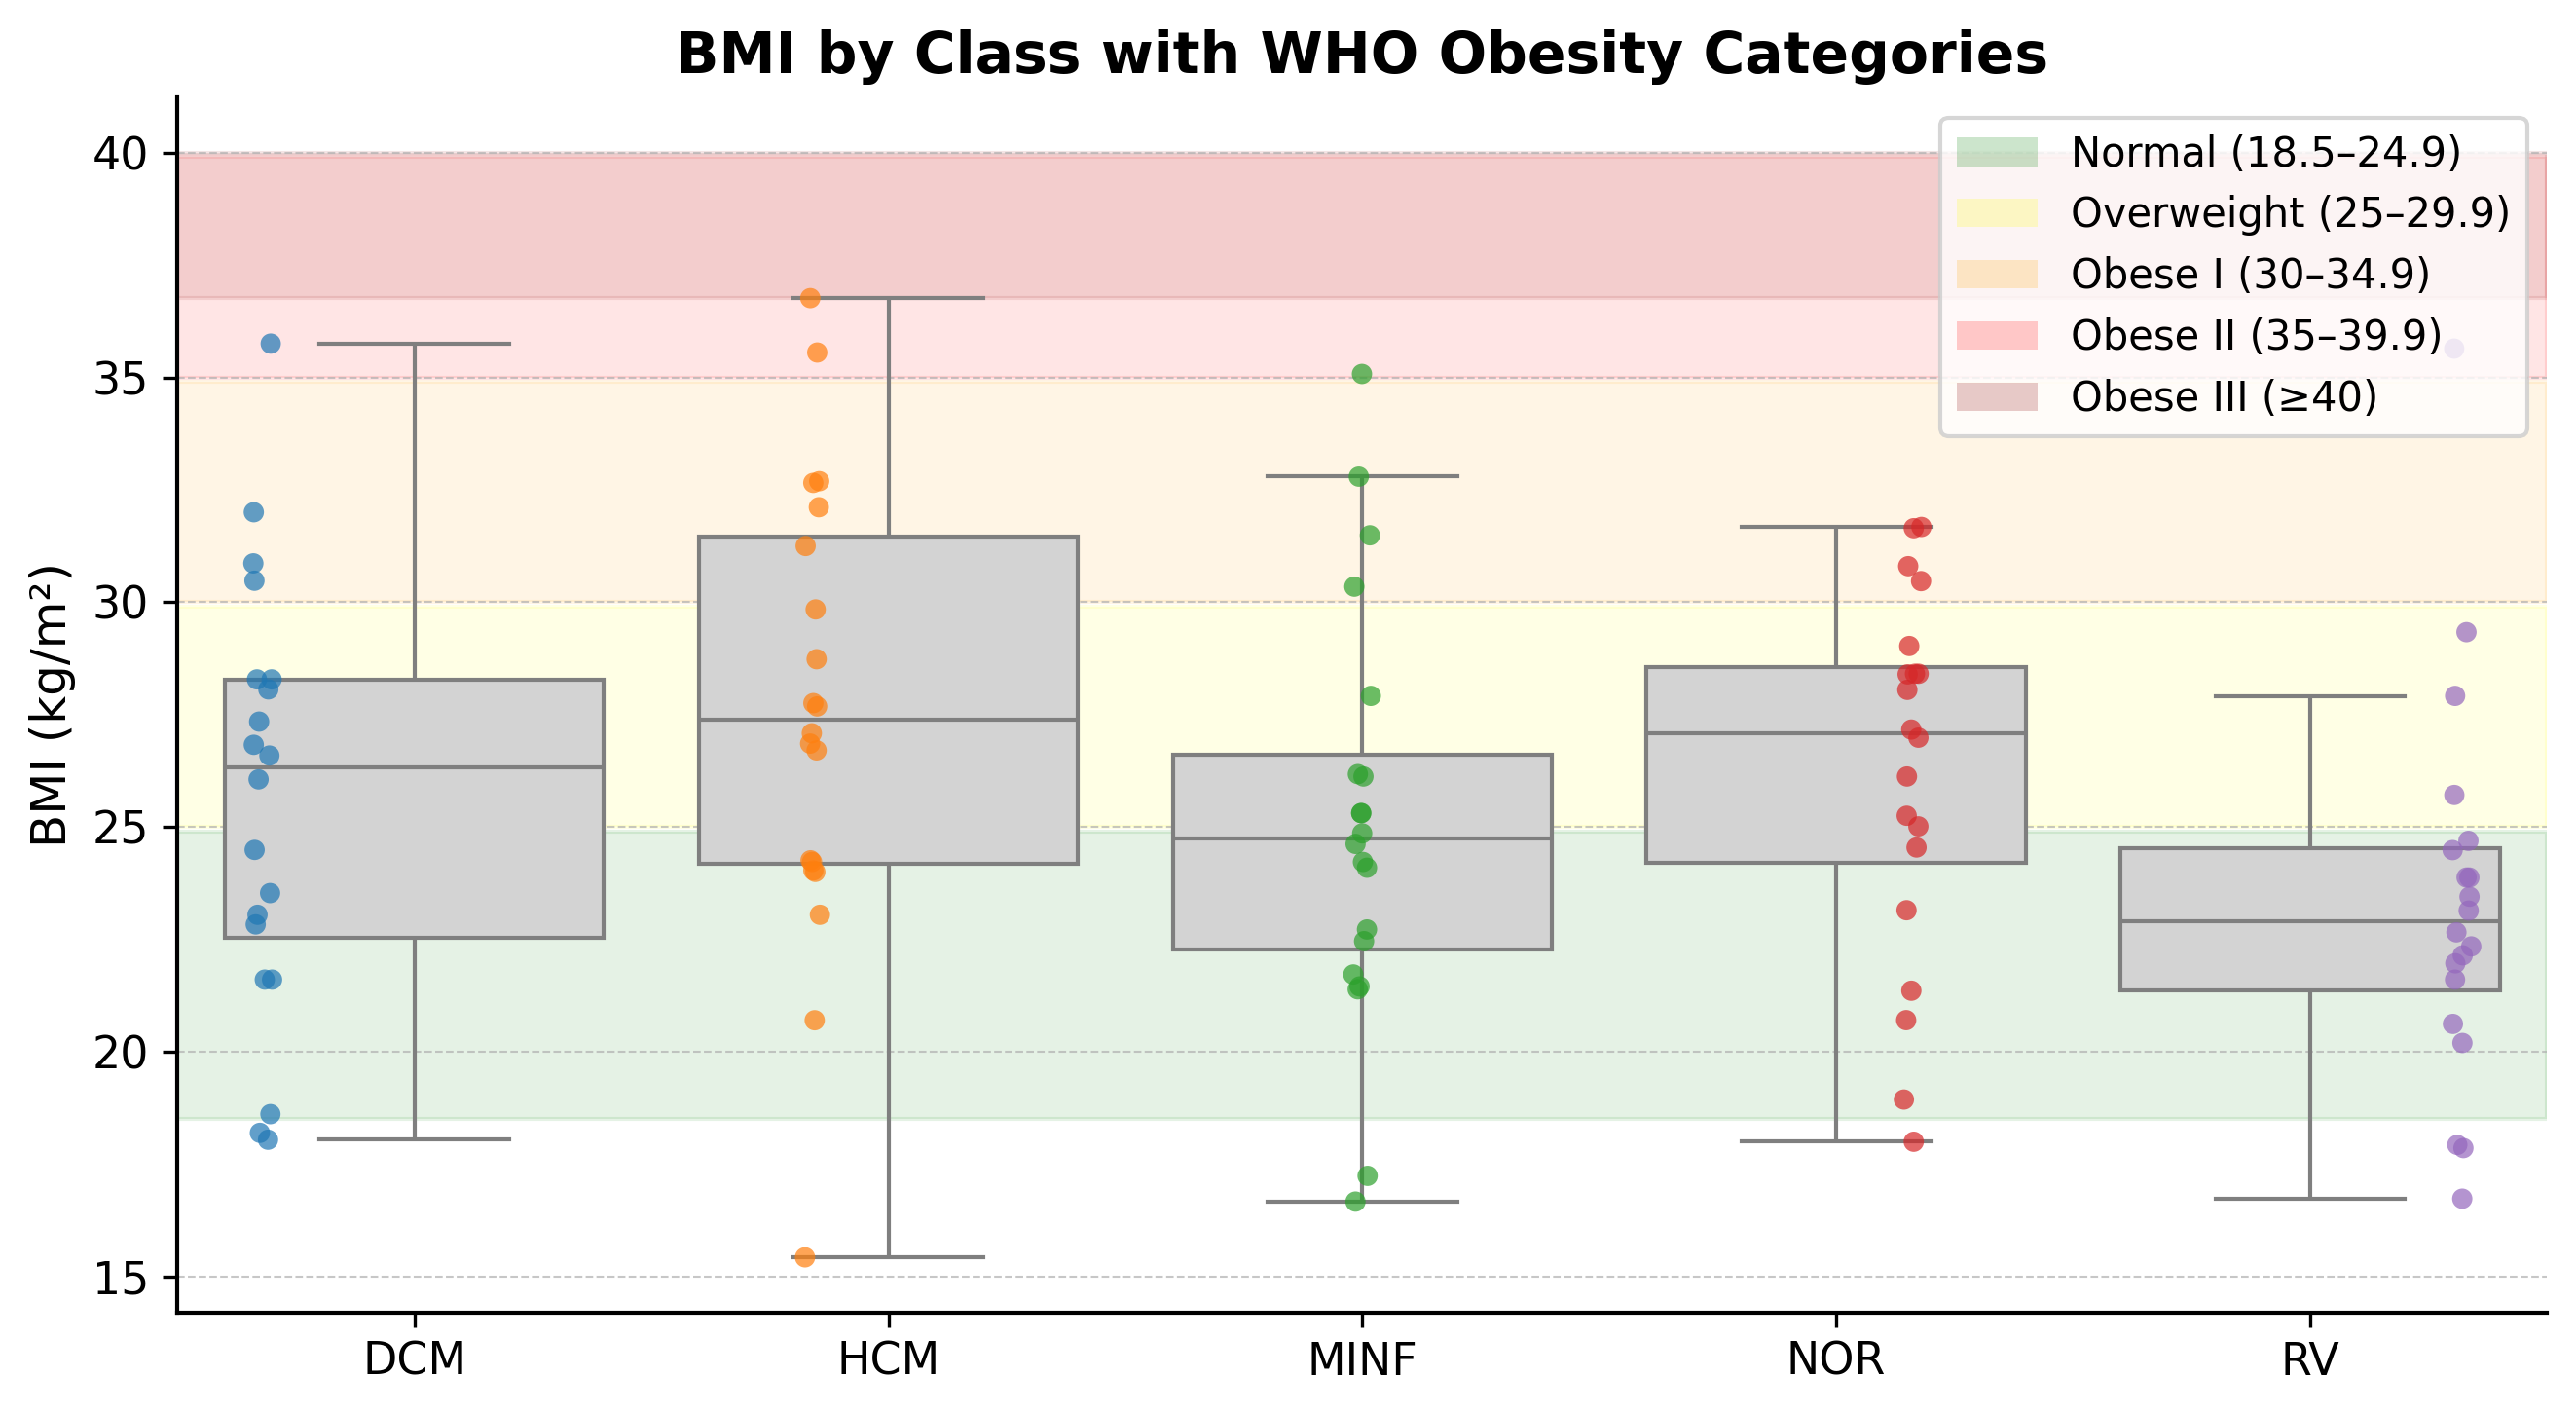 BMI by Class with WHO Obesity Categories
40
35
30
25
20
15
BMI (kg/m²)
Normal (18.5–24.9)
Overweight (25–29.9)
Obese I (30–34.9)
Obese II (35–39.9)
Obese III (≥40)
DCM
HCM
MINF
NOR
RV